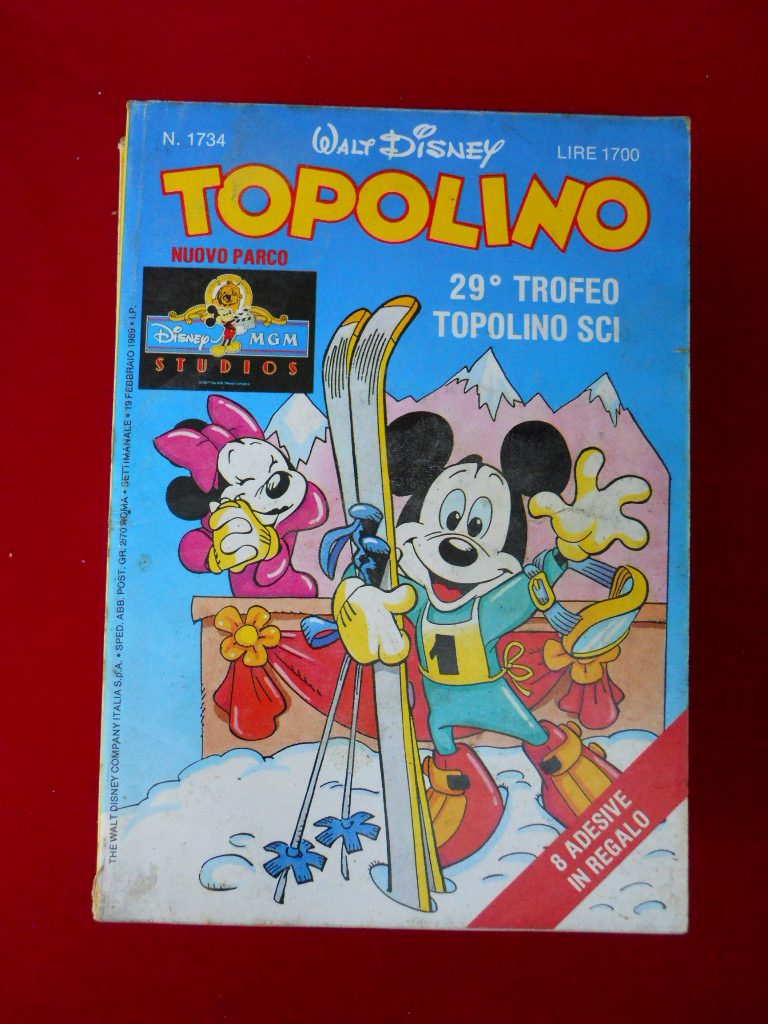 N. 1734
WALT DISNEY
LIRE 1700
TOPOLINO
NUOVO PARCO
DISNEY MGM
STUDIOS
29° TROFEO
TOPOLINO SCI
1
8 ADESIVE
IN REGALO
THE WALT DISNEY COMPANY ITALIA S.p.A. • SPED. ABB. POST. GR. 2/70 ROMA • SETTIMANALE • 19 FEBBRAIO 1989 • I.P.